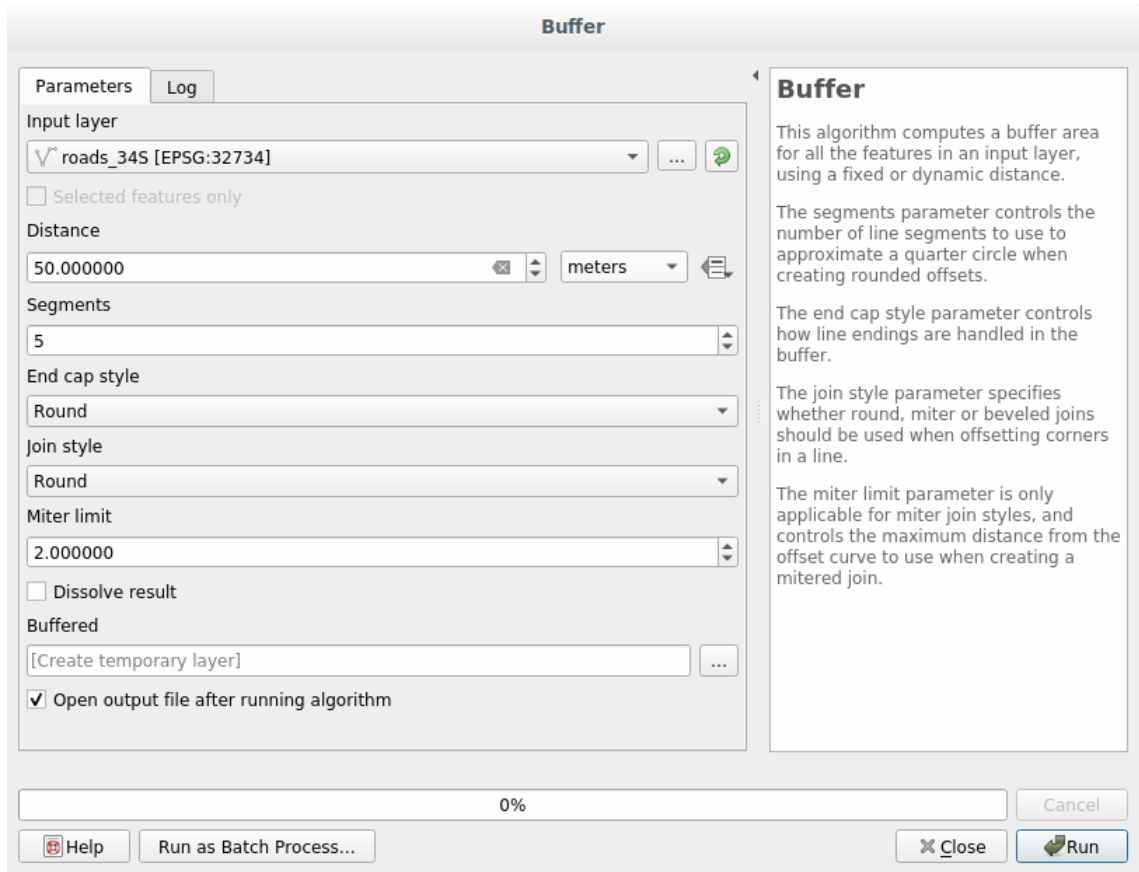 Buffer
Parameters
Log
Input layer
roads_34S [EPSG:32734]
...
Selected features only
Distance
50.000000
meters
Segments
5
End cap style
Round
Join style
Round
Miter limit
2.000000
Dissolve result
Buffered
[Create temporary layer]
...
Open output file after running algorithm
Buffer
This algorithm computes a buffer area
for all the features in an input layer,
using a fixed or dynamic distance.
The segments parameter controls the
number of line segments to use to
approximate a quarter circle when
creating rounded offsets.
The end cap style parameter controls
how line endings are handled in the
buffer.
The join style parameter specifies
whether round, miter or beveled joins
should be used when offsetting corners
in a line.
The miter limit parameter is only
applicable for miter join styles, and
controls the maximum distance from the
offset curve to use when creating a
mitered join.
0%
Cancel
Help
Run as Batch Process...
Close
Run